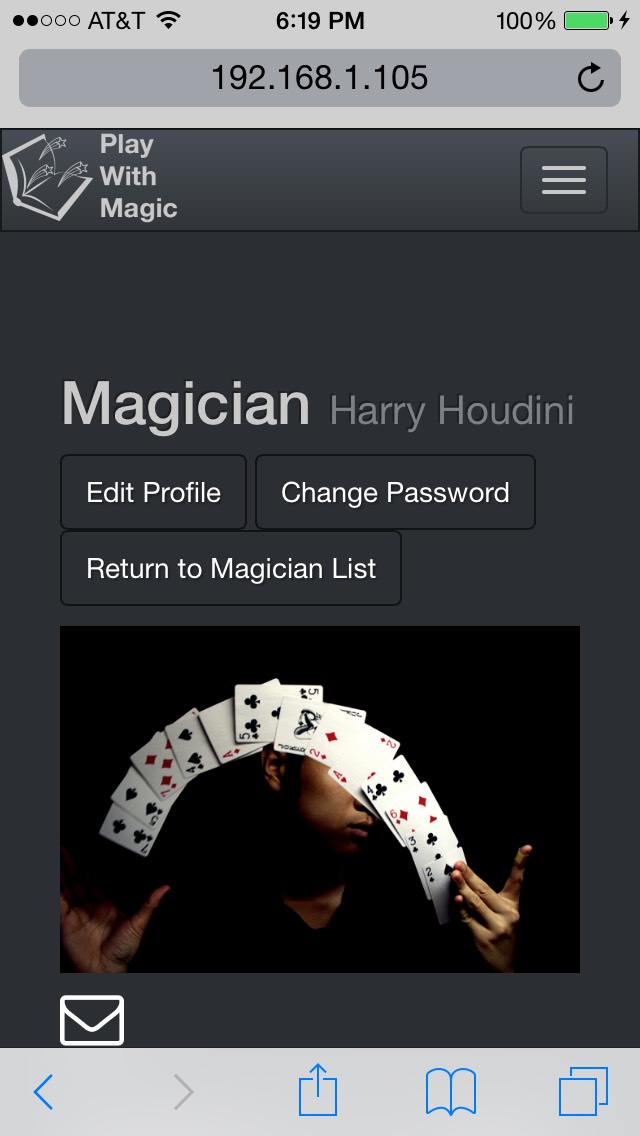 AT&T 6:19 PM 100%
192.168.1.105
Play
With
Magic
Magician Harry Houdini
Edit Profile Change Password
Return to Magician List